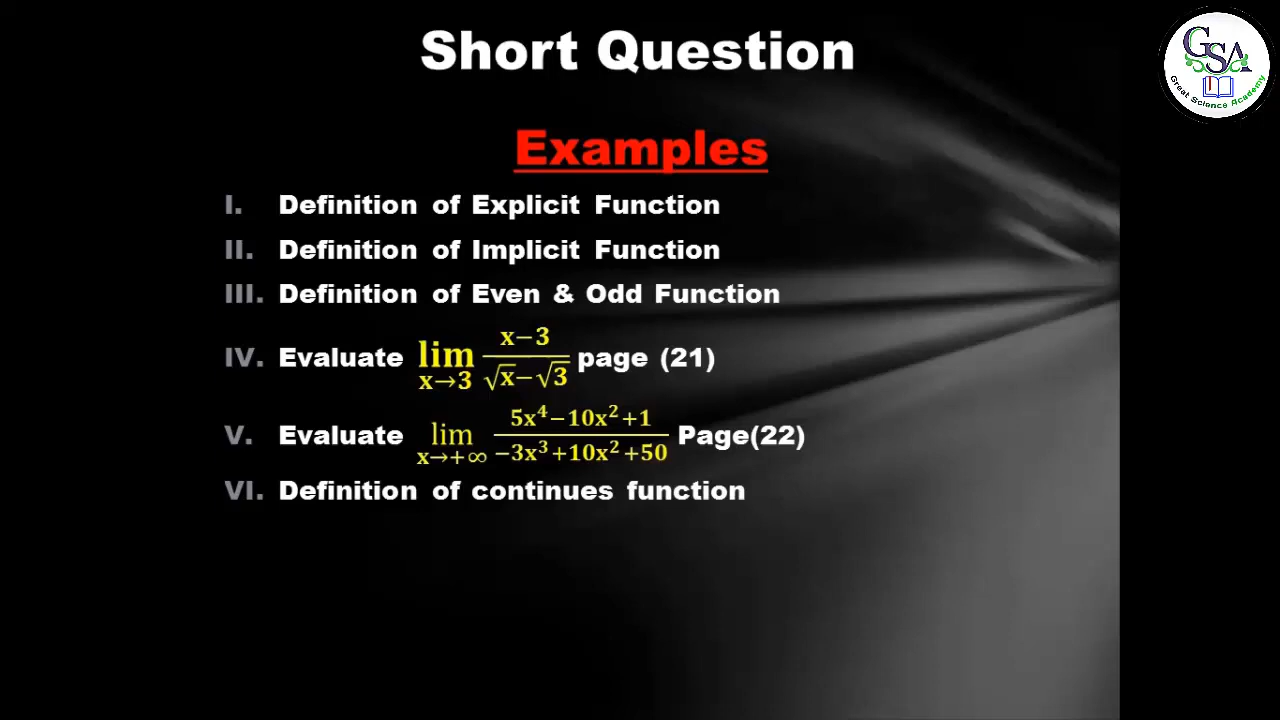 Short Question
GSA
Great Science Academy
Examples
I. Definition of Explicit Function
II. Definition of Implicit Function
III. Definition of Even & Odd Function
IV. Evaluate lim x→3 (x−3)/(√x−√3) page (21)
V. Evaluate lim x→+∞ (5x⁴−10x²+1)/(−3x³+10x²+50) Page(22)
VI. Definition of continues function